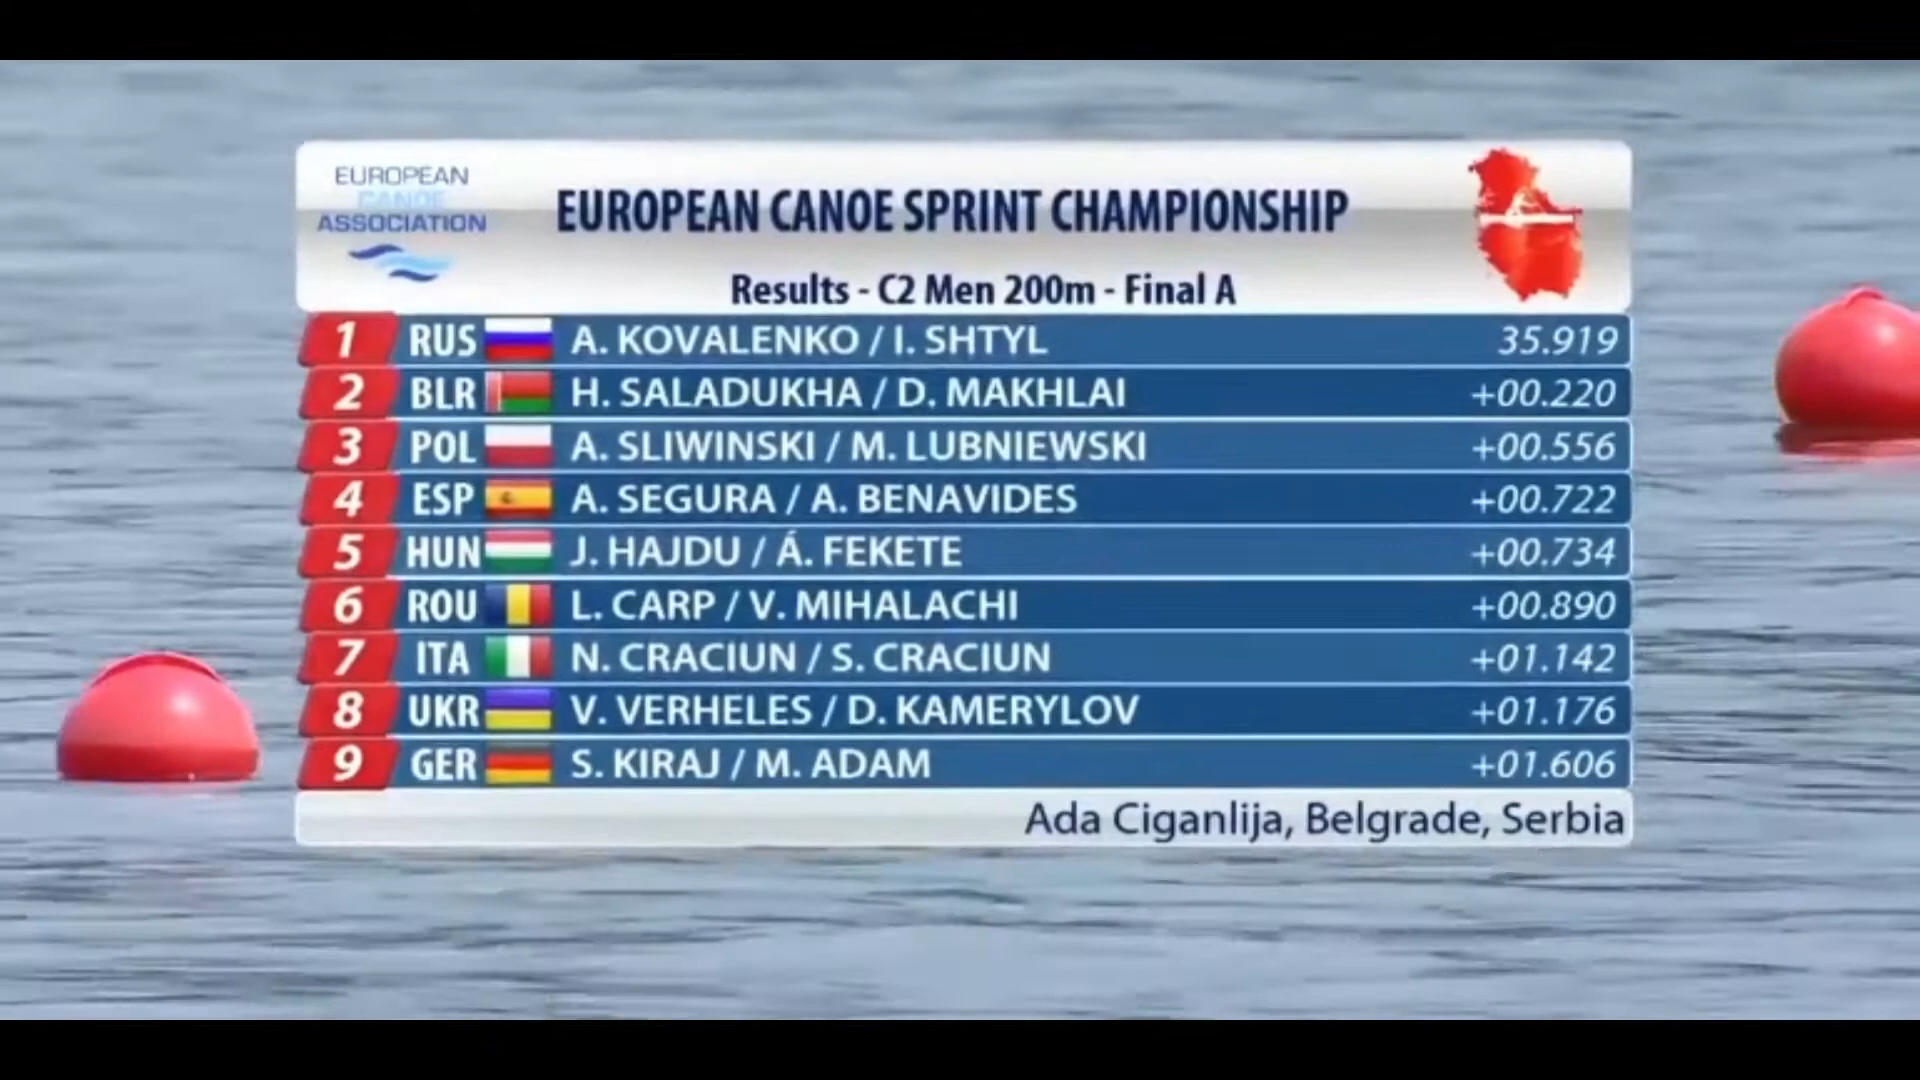 EUROPEAN
CANOE
ASSOCIATION
EUROPEAN CANOE SPRINT CHAMPIONSHIP
Results - C2 Men 200m - Final A
1 RUS A. KOVALENKO / I. SHTYL 35.919
2 BLR H. SALADUKHA / D. MAKHLAI +00.220
3 POL A. SLIWINSKI / M. LUBNIEWSKI +00.556
4 ESP A. SEGURA / A. BENAVIDES +00.722
5 HUN J. HAJDU / Á. FEKETE +00.734
6 ROU L. CARP / V. MIHALACHI +00.890
7 ITA N. CRACIUN / S. CRACIUN +01.142
8 UKR V. VERHELES / D. KAMERYLOV +01.176
9 GER S. KIRAJ / M. ADAM +01.606
Ada Ciganlija, Belgrade, Serbia